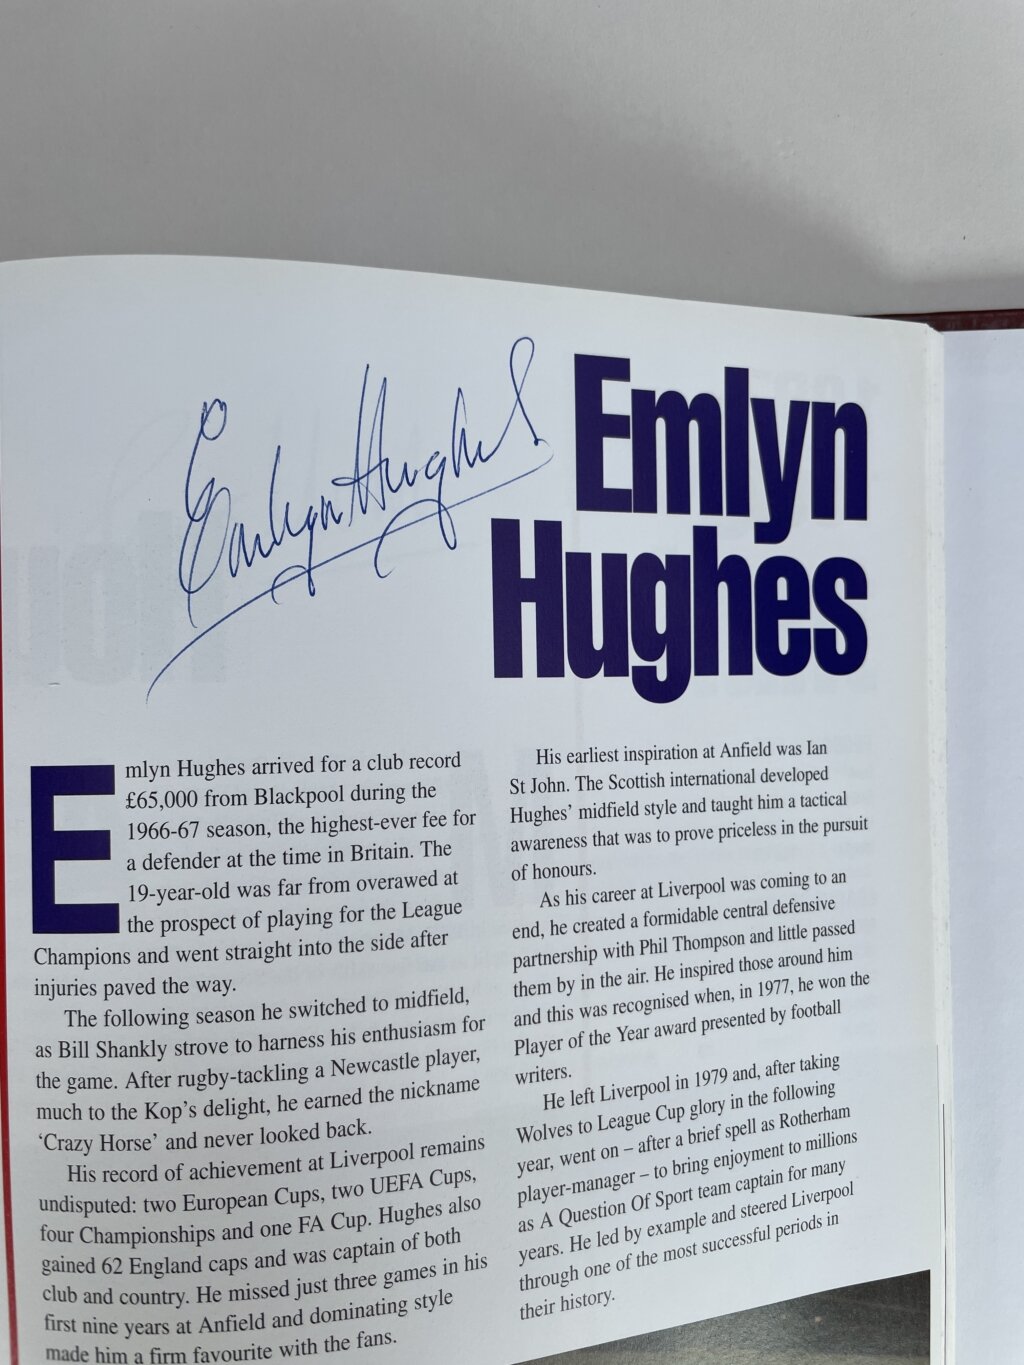 Emlyn Hughes
Emlyn
Hughes
Emlyn Hughes arrived for a club record
£65,000 from Blackpool during the
1966-67 season, the highest-ever fee for
a defender at the time in Britain. The
19-year-old was far from overawed at
the prospect of playing for the League
Champions and went straight into the side after
injuries paved the way.
The following season he switched to midfield,
as Bill Shankly strove to harness his enthusiasm for
the game. After rugby-tackling a Newcastle player,
much to the Kop's delight, he earned the nickname
‘Crazy Horse’ and never looked back.
His record of achievement at Liverpool remains
undisputed: two European Cups, two UEFA Cups,
four Championships and one FA Cup. Hughes also
gained 62 England caps and was captain of both
club and country. He missed just three games in his
first nine years at Anfield and dominating style
made him a firm favourite with the fans.
His earliest inspiration at Anfield was Ian
St John. The Scottish international developed
Hughes’ midfield style and taught him a tactical
awareness that was to prove priceless in the pursuit
of honours.
As his career at Liverpool was coming to an
end, he created a formidable central defensive
partnership with Phil Thompson and little passed
them by in the air. He inspired those around him
and this was recognised when, in 1977, he won the
Player of the Year award presented by football
writers.
He left Liverpool in 1979 and, after taking
Wolves to League Cup glory in the following
year, went on – after a brief spell as Rotherham
player-manager – to bring enjoyment to millions
as A Question Of Sport team captain for many
years. He led by example and steered Liverpool
through one of the most successful periods in
their history.